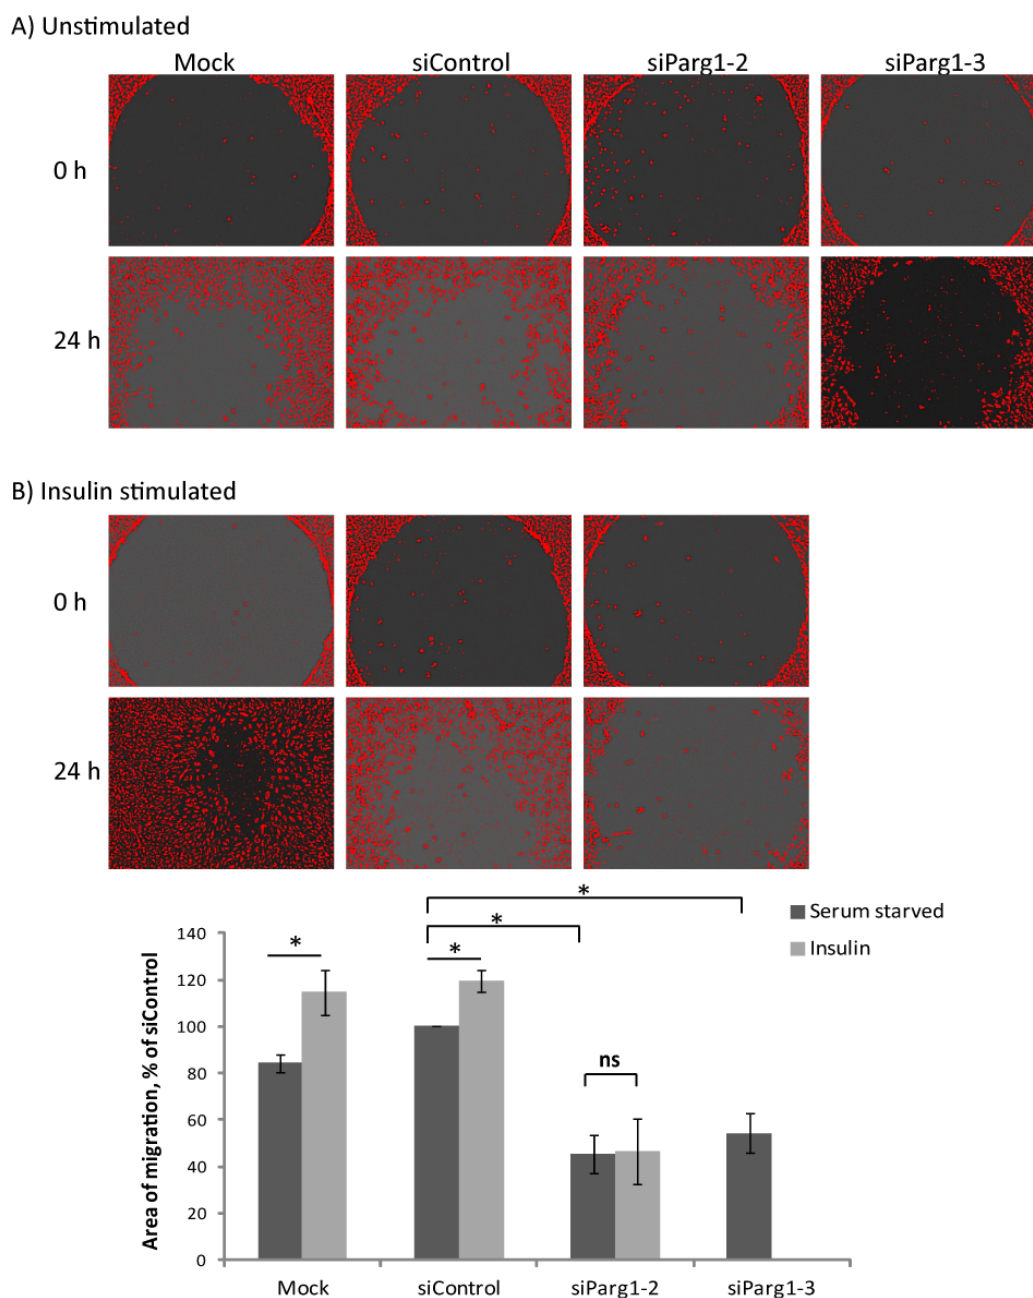 A) Unstimulated
Mock siControl siParg1-2 siParg1-3
0 h
24 h
B) Insulin stimulated
0 h
24 h
*
*
* *
ns
Serum starved
Insulin
Area of migration, % of siControl
140
120
100
80
60
40
20
0
Mock siControl siParg1-2 siParg1-3